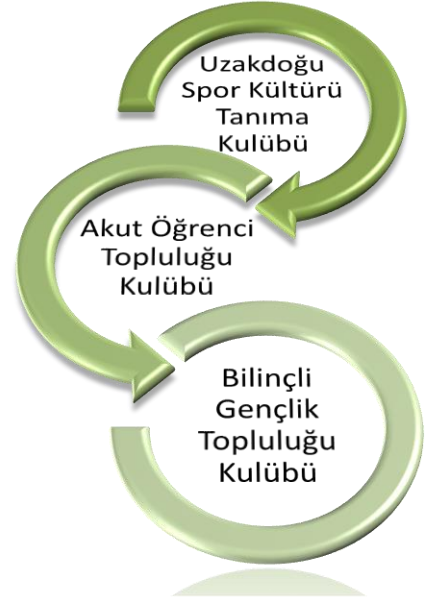 Uzakdoğu
Spor Kültürü
Tanıma
Kulübü
Akut Öğrenci
Topluluğu
Kulübü
Bilinçli
Gençlik
Topluluğu
Kulübü